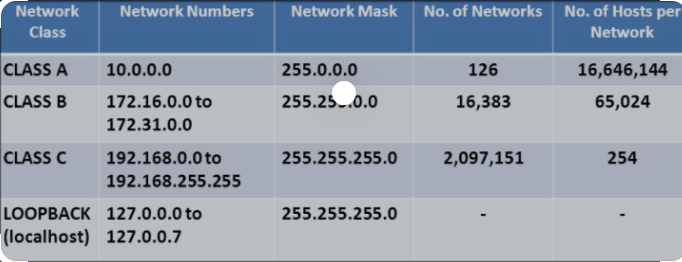 Network Class Network Numbers Network Mask No. of Networks No. of Hosts per Network
CLASS A 10.0.0.0 255.0.0.0 126 16,646,144
CLASS B 172.16.0.0 to 172.31.0.0 0.0 16,383 65,024
CLASS C 192.168.0.0 to 192.168.255.255 255.255.255.0 2,097,151 254
LOOPBACK (localhost) 127.0.0.0 to 127.0.0.7 255.255.255.0 - -